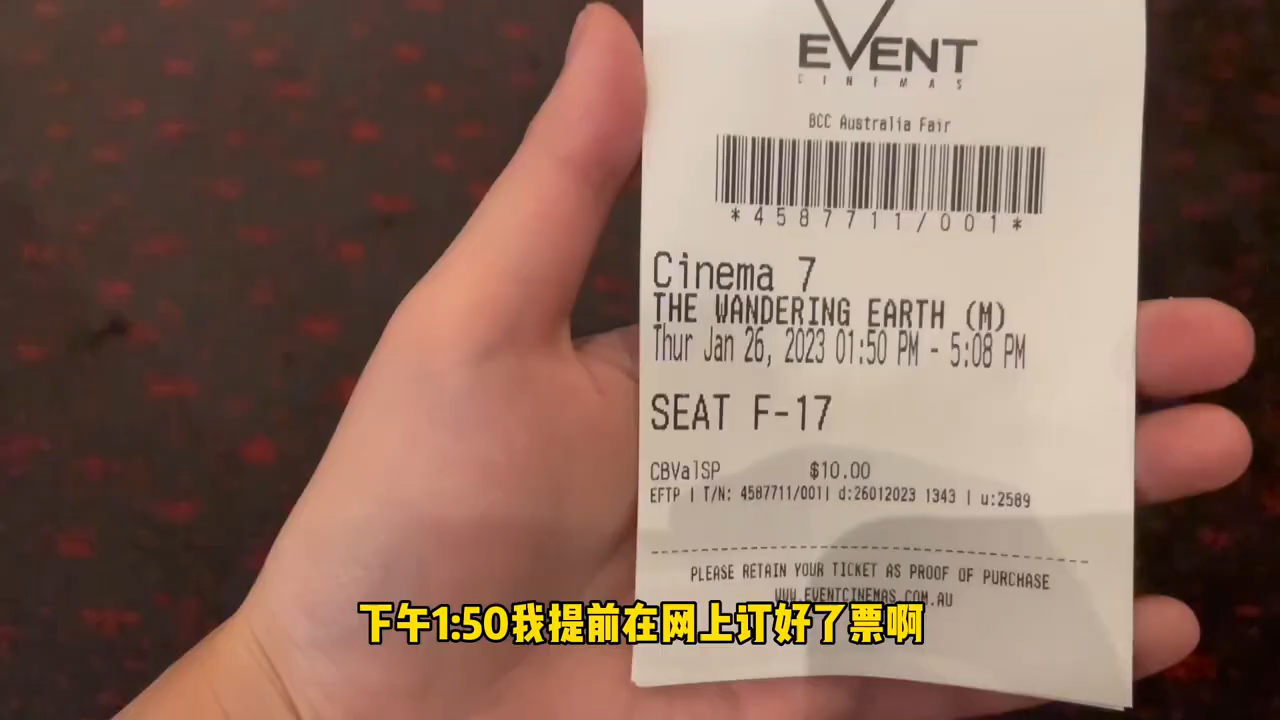 EVENT
CINEMAS
BCC Australia Fair
*4587711/001*
Cinema 7
THE WANDERING EARTH (M)
Thur Jan 26, 2023 01:50 PM - 5:08 PM
SEAT F-17
CBValSP $10.00
EFTP | T/N: 4587711/001| d:26012023 1343 | u:2589
PLEASE RETAIN YOUR TICKET AS PROOF OF PURCHASE
WWW.EVENTCINEMAS.COM.AU
下午1:50我提前在网上订好了票啊